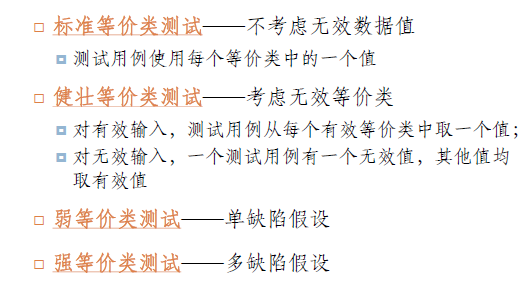 标准等价类测试——不考虑无效数据值
测试用例使用每个等价类中的一个值
健壮等价类测试——考虑无效等价类
对有效输入，测试用例从每个有效等价类中取一个值；
对无效输入，一个测试用例有一个无效值，其他值均
取有效值
弱等价类测试——单缺陷假设
强等价类测试——多缺陷假设